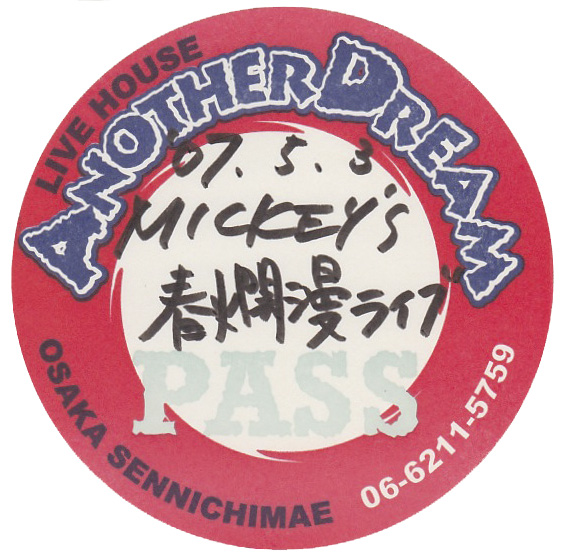 LIVE HOUSE
ANOTHER DREAM
'07. 5. 3.
MICKEY'S
春爛漫ライブ
PASS
OSAKA SENNICHIMAE
06-6211-5759